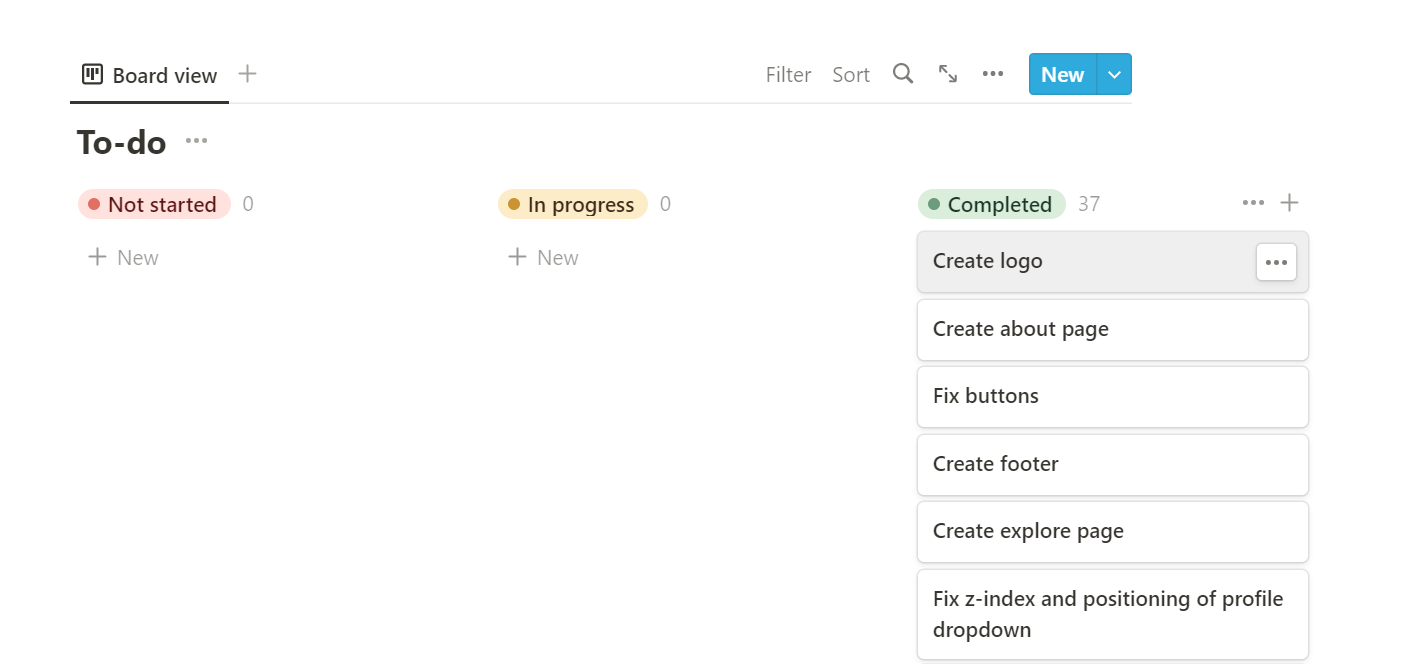 Board view
Filter Sort New
To-do
Not started 0
In progress 0
Completed 37
New
New
Create logo
Create about page
Fix buttons
Create footer
Create explore page
Fix z-index and positioning of profile
dropdown